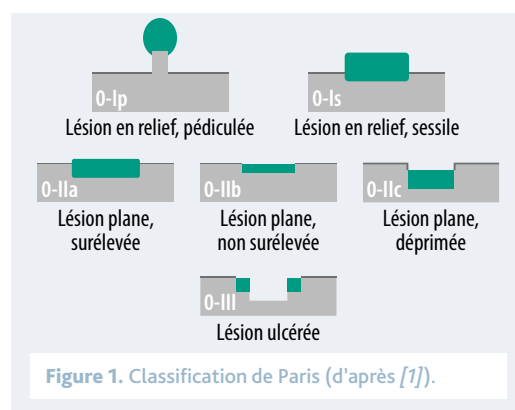 0-Ip
0-Is
Lésion en relief, pédiculée
Lésion en relief, sessile
0-IIa
0-IIb
0-IIc
Lésion plane,
surélevée
Lésion plane,
non surélevée
Lésion plane,
déprimée
0-III
Lésion ulcérée
Figure 1. Classification de Paris (d'après [1]).